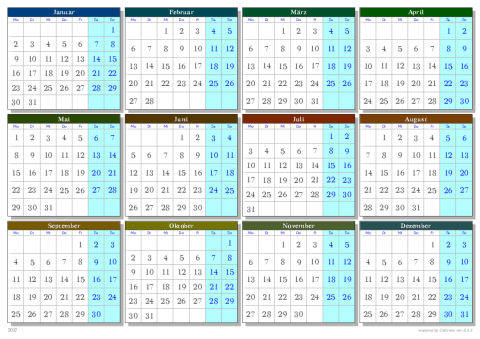 Januar
Mo Di Mi Do Fr Sa So
1
2 3 4 5 6 7 8
9 10 11 12 13 14 15
16 17 18 19 20 21 22
23 24 25 26 27 28 29
30 31
Februar
Mo Di Mi Do Fr Sa So
1 2 3 4 5
6 7 8 9 10 11 12
13 14 15 16 17 18 19
20 21 22 23 24 25 26
27 28
März
Mo Di Mi Do Fr Sa So
1 2 3 4 5
6 7 8 9 10 11 12
13 14 15 16 17 18 19
20 21 22 23 24 25 26
27 28 29 30 31
April
Mo Di Mi Do Fr Sa So
1 2
3 4 5 6 7 8 9
10 11 12 13 14 15 16
17 18 19 20 21 22 23
24 25 26 27 28 29 30
Mai
Mo Di Mi Do Fr Sa So
1 2 3 4 5 6 7
8 9 10 11 12 13 14
15 16 17 18 19 20 21
22 23 24 25 26 27 28
29 30 31
Juni
Mo Di Mi Do Fr Sa So
1 2 3 4
5 6 7 8 9 10 11
12 13 14 15 16 17 18
19 20 21 22 23 24 25
26 27 28 29 30
Juli
Mo Di Mi Do Fr Sa So
1 2
3 4 5 6 7 8 9
10 11 12 13 14 15 16
17 18 19 20 21 22 23
24 25 26 27 28 29 30
31
August
Mo Di Mi Do Fr Sa So
1 2 3 4 5 6
7 8 9 10 11 12 13
14 15 16 17 18 19 20
21 22 23 24 25 26 27
28 29 30 31
September
Mo Di Mi Do Fr Sa So
1 2 3
4 5 6 7 8 9 10
11 12 13 14 15 16 17
18 19 20 21 22 23 24
25 26 27 28 29 30
Oktober
Mo Di Mi Do Fr Sa So
1
2 3 4 5 6 7 8
9 10 11 12 13 14 15
16 17 18 19 20 21 22
23 24 25 26 27 28 29
30 31
November
Mo Di Mi Do Fr Sa So
1 2 3 4 5
6 7 8 9 10 11 12
13 14 15 16 17 18 19
20 21 22 23 24 25 26
27 28 29 30
Dezember
Mo Di Mi Do Fr Sa So
1 2 3
4 5 6 7 8 9 10
11 12 13 14 15 16 17
18 19 20 21 22 23 24
25 26 27 28 29 30 31
2017